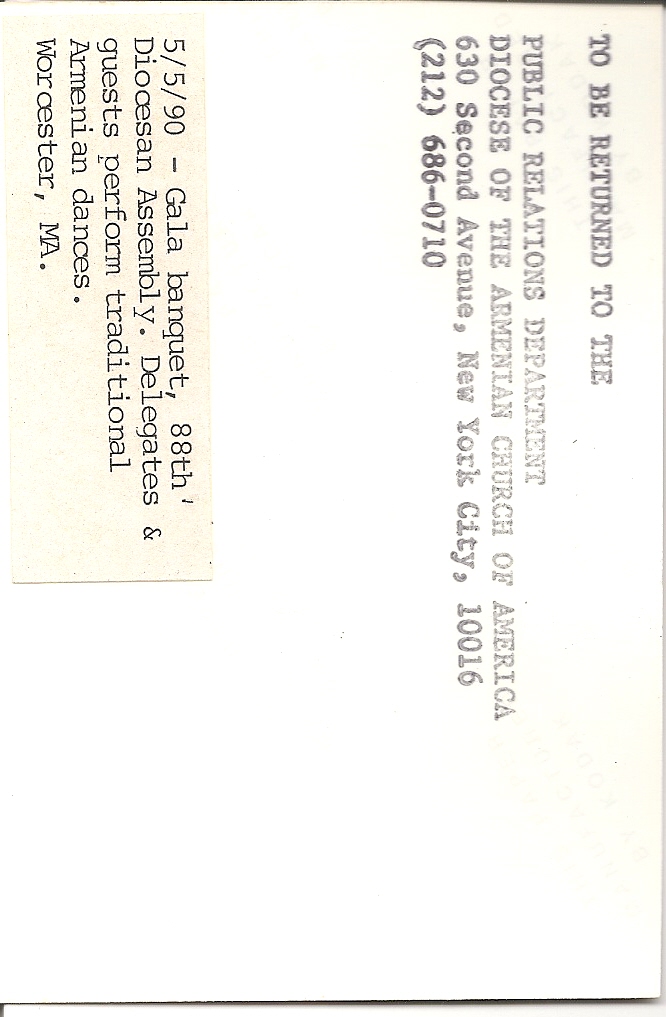 TO BE RETURNED TO THE
PUBLIC RELATIONS DEPARTMENT
DIOCESE OF THE ARMENIAN CHURCH OF AMERICA
630 Second Avenue, New York City, 10016
(212) 686-0710
5/5/90 - Gala banquet, 88th'
Diocesan Assembly. Delegates &
guests perform traditional
Armenian dances.
Worcester, MA.